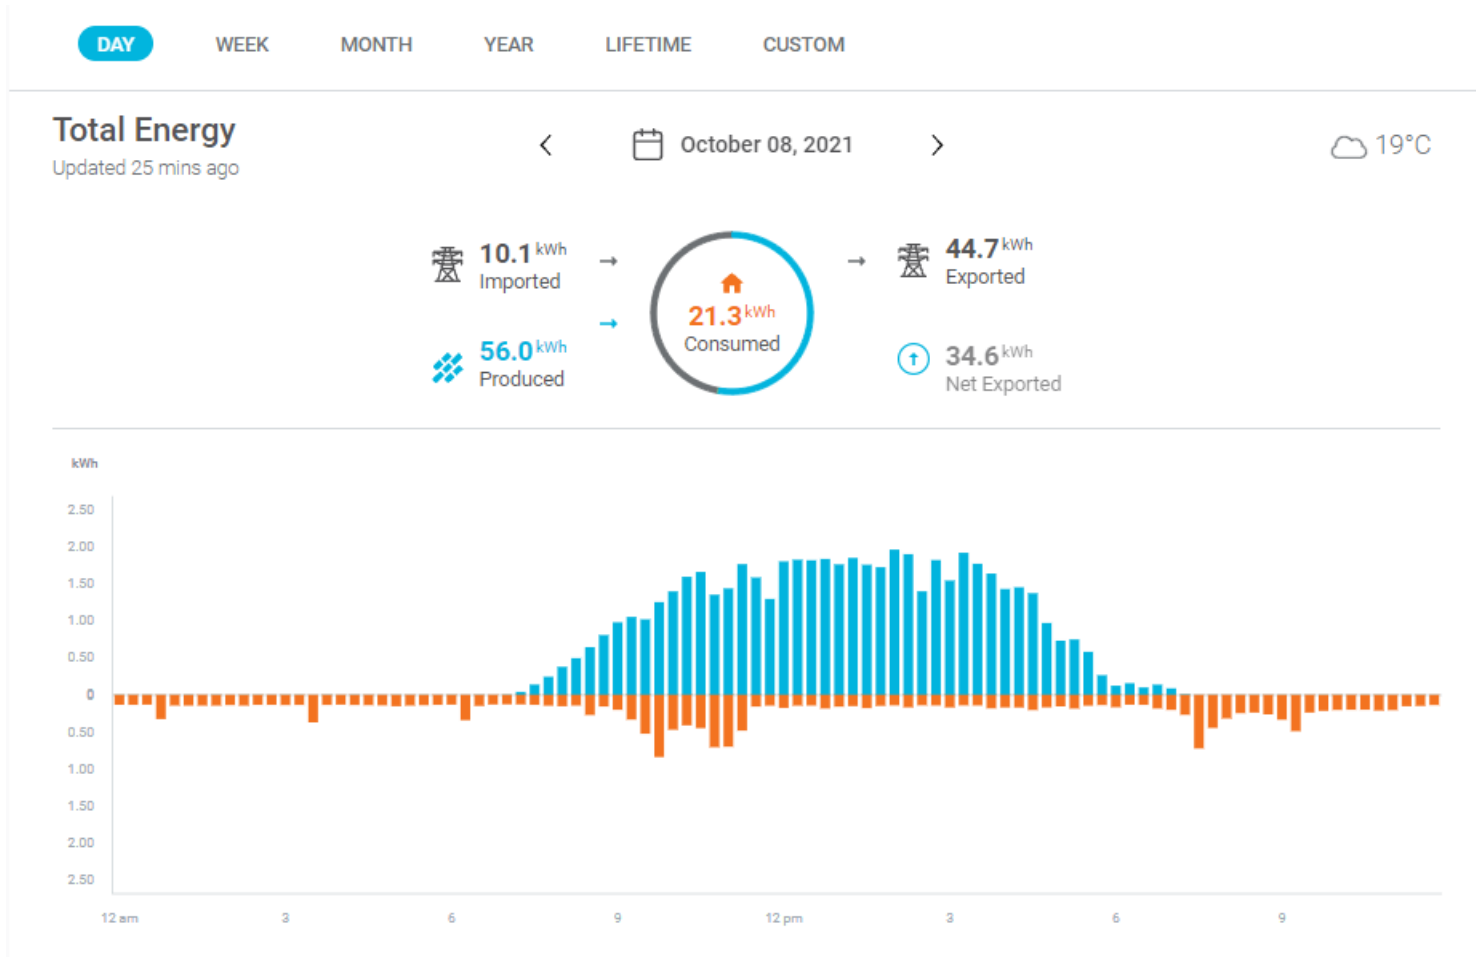 DAY WEEK MONTH YEAR LIFETIME CUSTOM
Total Energy
Updated 25 mins ago
October 08, 2021
19°C
10.1 kWh
Imported
56.0 kWh
Produced
21.3 kWh
Consumed
44.7 kWh
Exported
34.6 kWh
Net Exported
kWh
2.50
2.00
1.50
1.00
0.50
0
0.50
1.00
1.50
2.00
2.50
12 am 3 6 9 12 pm 3 6 9